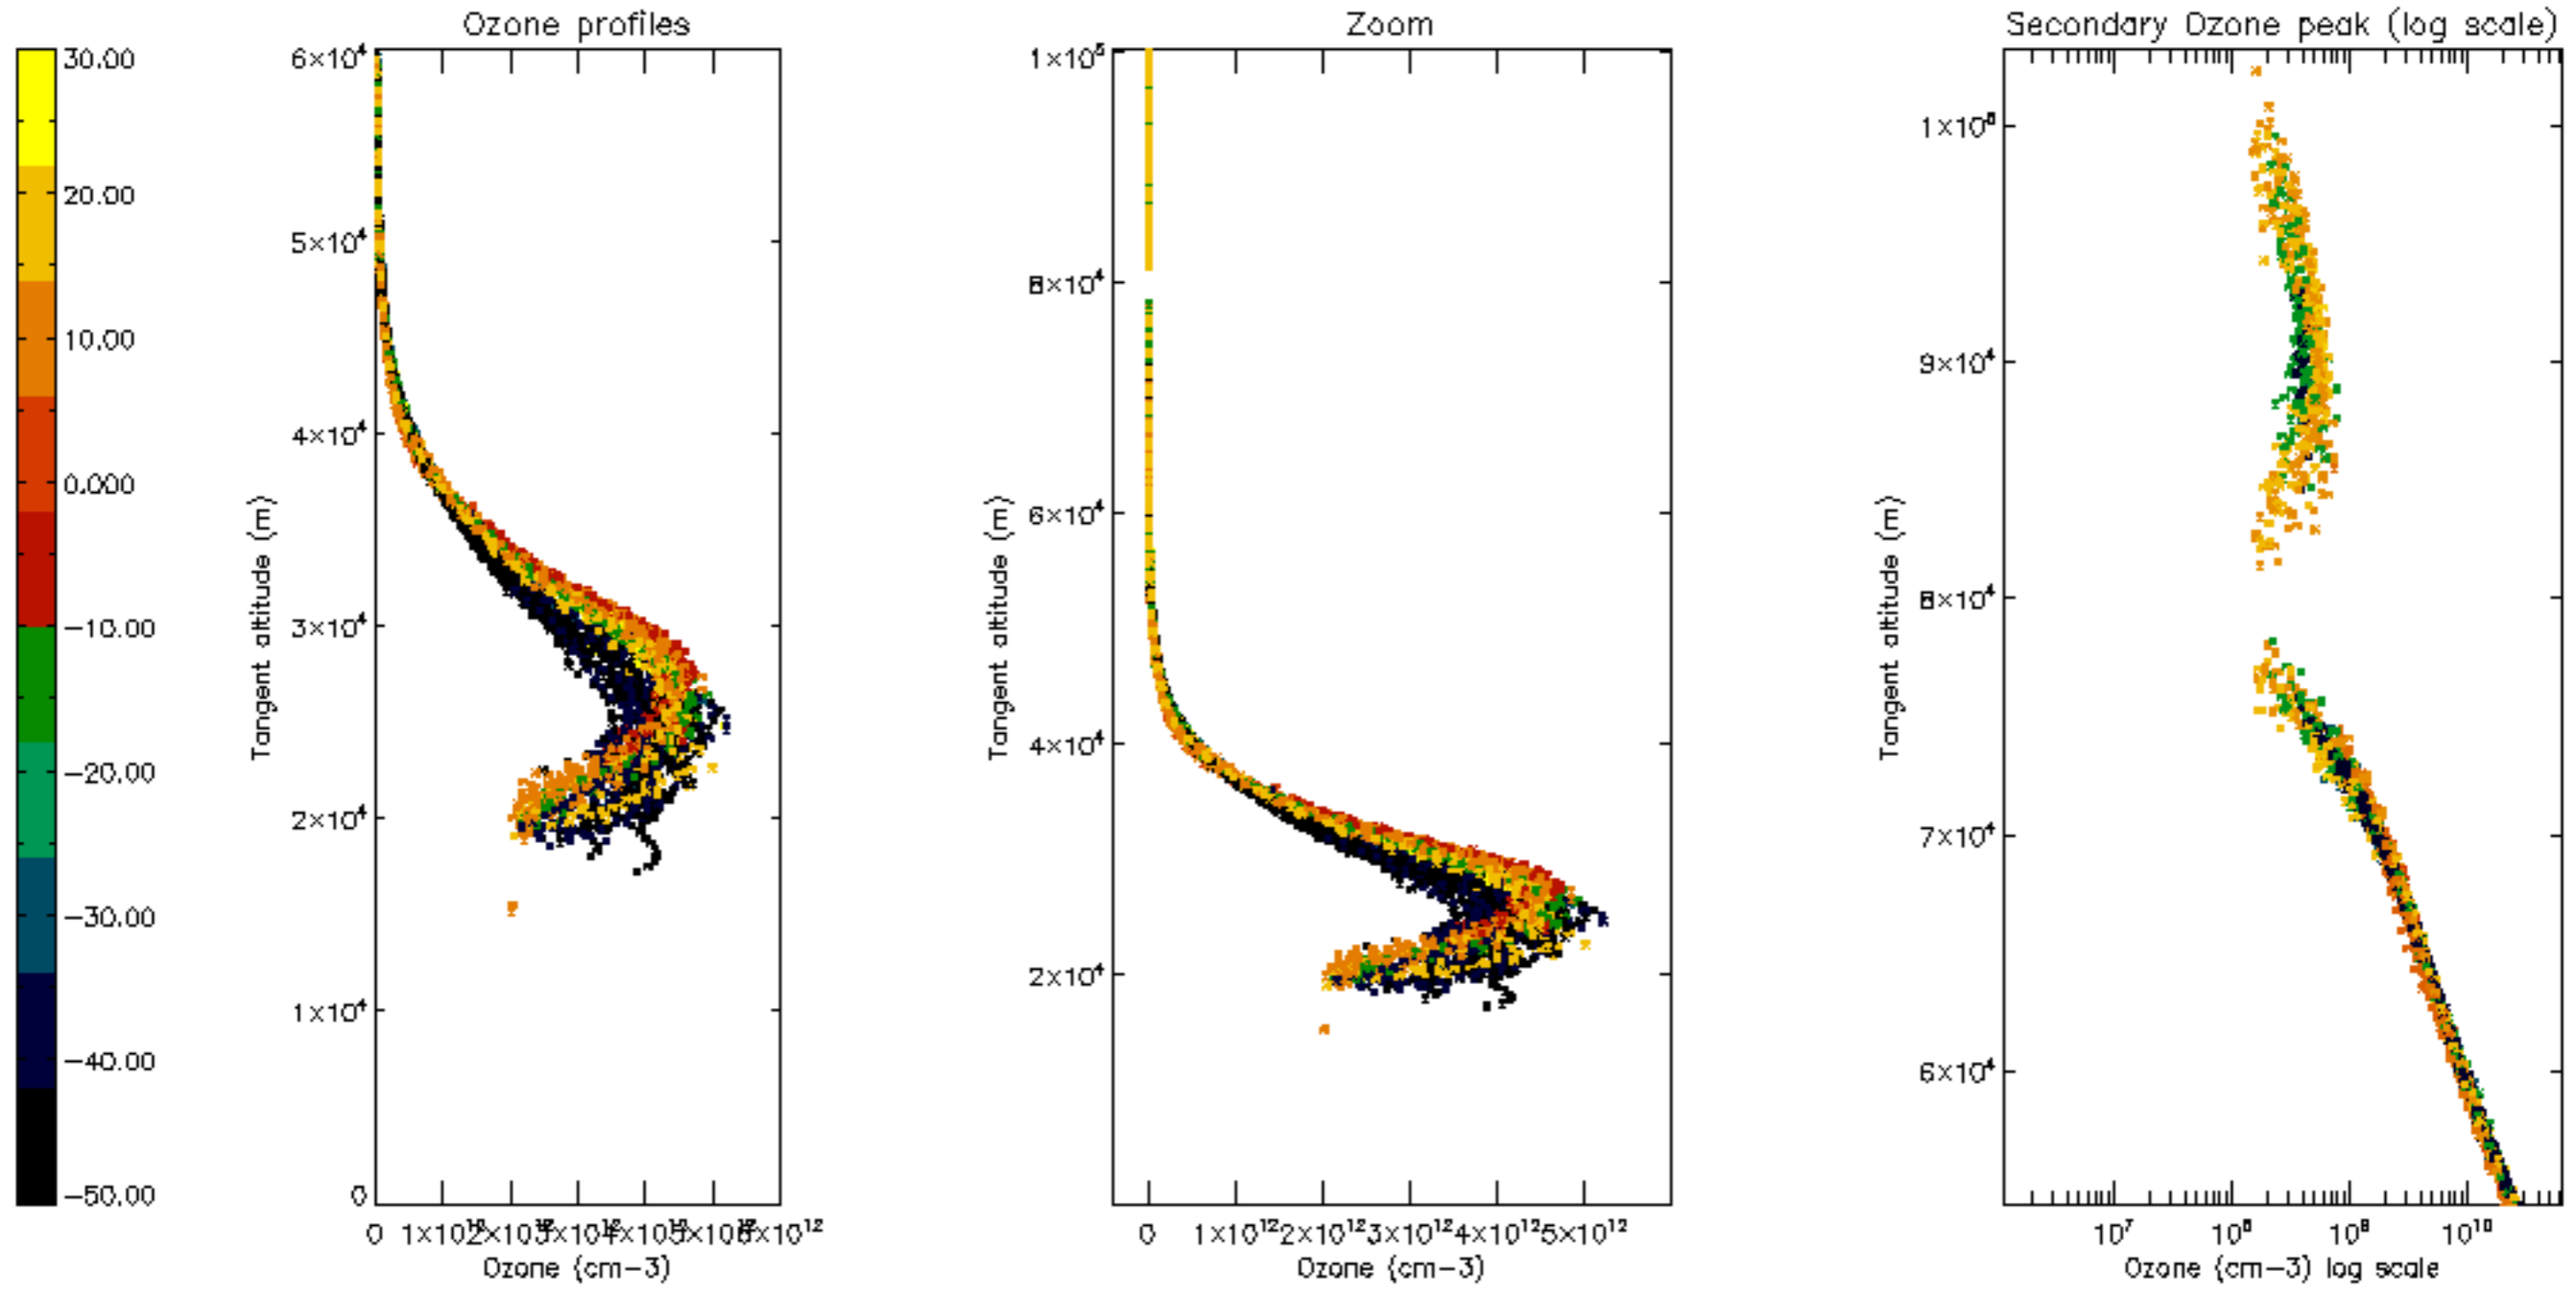 Ozone profiles
Zoom
Secondary Ozone peak (log scale)
30.00
20.00
10.00
0.000
−10.00
−20.00
−30.00
−40.00
−50.00
6×10⁴
5×10⁴
4×10⁴
3×10⁴
2×10⁴
1×10⁴
0
Tangent altitude (m)
0
6×10¹²
Ozone (cm−3)
1×10⁵
8×10⁴
6×10⁴
4×10⁴
2×10⁴
Tangent altitude (m)
0 1×10¹² 2×10¹² 3×10¹² 4×10¹² 5×10¹²
Ozone (cm−3)
1×10⁵
9×10⁴
8×10⁴
7×10⁴
6×10⁴
Tangent altitude (m)
10⁷ 10⁸ 10⁹ 10¹⁰
Ozone (cm−3) log scale